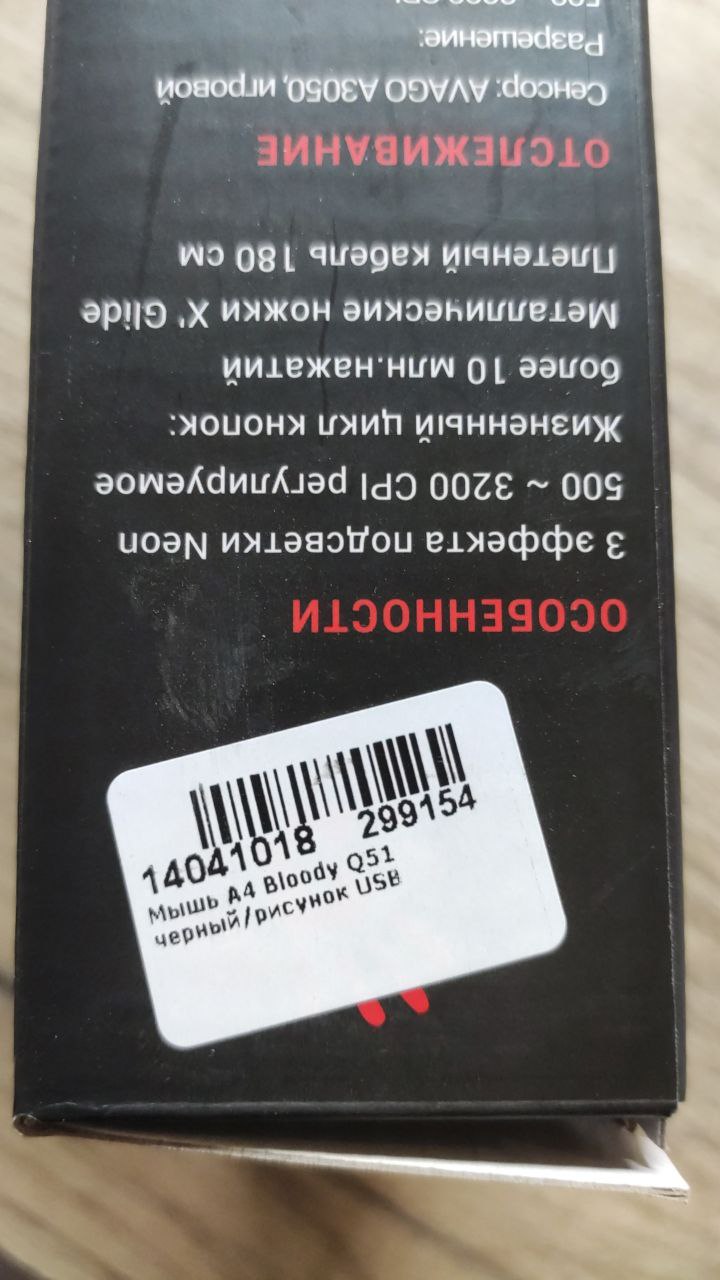 ОСОБЕННОСТИ
3 эффекта подсветки Neon
500 ~ 3200 CPI регулируемое
Жизненный цикл кнопок:
более 10 млн.нажатий
Металлические ножки X' Glide
Плетеный кабель 180 см
ОТСЛЕЖИВАНИЕ
Сенсор: AVAGO A3050, игровой
Разрешение:
14041018 299154
Мышь A4 Bloody Q51
черный/рисунок USB